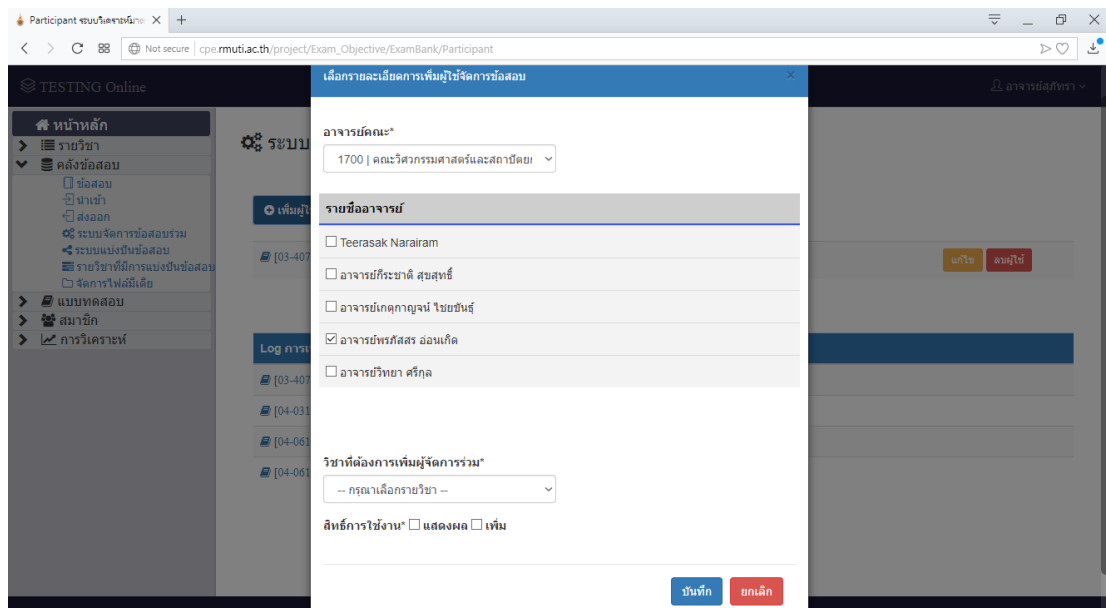 Participant ระบบวิเคราะห์มาต
Not secure
cpe.rmuti.ac.th/project/Exam_Objective/ExamBank/Participant
TESTING Online
เลือกรายละเอียดการเพิ่มผู้ใช้จัดการข้อสอบ
×
อาจารย์สุภัทรา
หน้าหลัก
รายวิชา
คลังข้อสอบ
ข้อสอบ
นำเข้า
ส่งออก
ระบบจัดการข้อสอบร่วม
ระบบแบ่งปันข้อสอบ
รายวิชาที่มีการแบ่งปันข้อสอบ
จัดการไฟล์มีเดีย
แบบทดสอบ
สมาชิก
การวิเคราะห์
ระบบ
เพิ่มผู้ใ
[03-407
แก้ไข
ลบผู้ใช้
Log การเ
[03-407
[04-031
[04-061
[04-061
อาจารย์คณะ*
1700 | คณะวิศวกรรมศาสตร์และสถาปัตย
รายชื่ออาจารย์
Teerasak Narairam
อาจารย์กีระชาติ สุขสุทธิ์
อาจารย์เกตุกาญจน์ ไชยขันธุ์
อาจารย์พรภัสสร อ่อนเกิด
อาจารย์วิทยา ศรีกุล
วิชาที่ต้องการเพิ่มผู้จัดการร่วม*
-- กรุณาเลือกรายวิชา --
สิทธิ์การใช้งาน* แสดงผล เพิ่ม
บันทึก
ยกเลิก